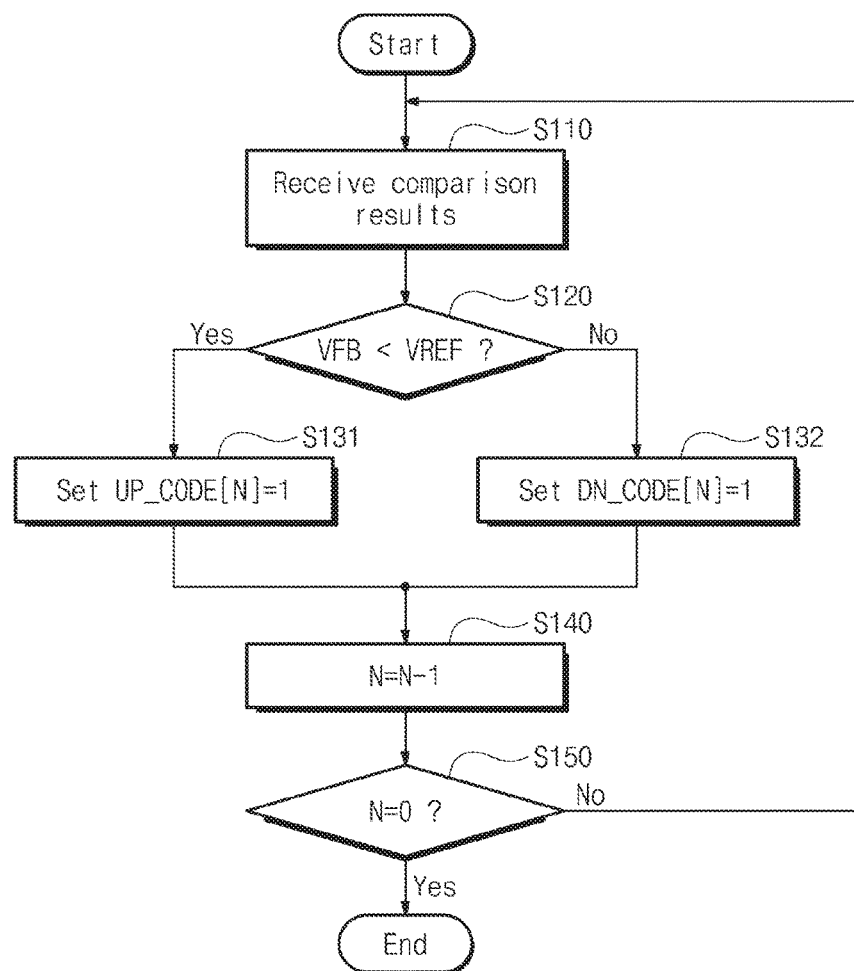 Start
S110
Receive comparison
results
S120
Yes
VFB < VREF ?
No
S131
Set UP_CODE[N]=1
S132
Set DN_CODE[N]=1
S140
N=N-1
S150
N=0 ?
No
Yes
End